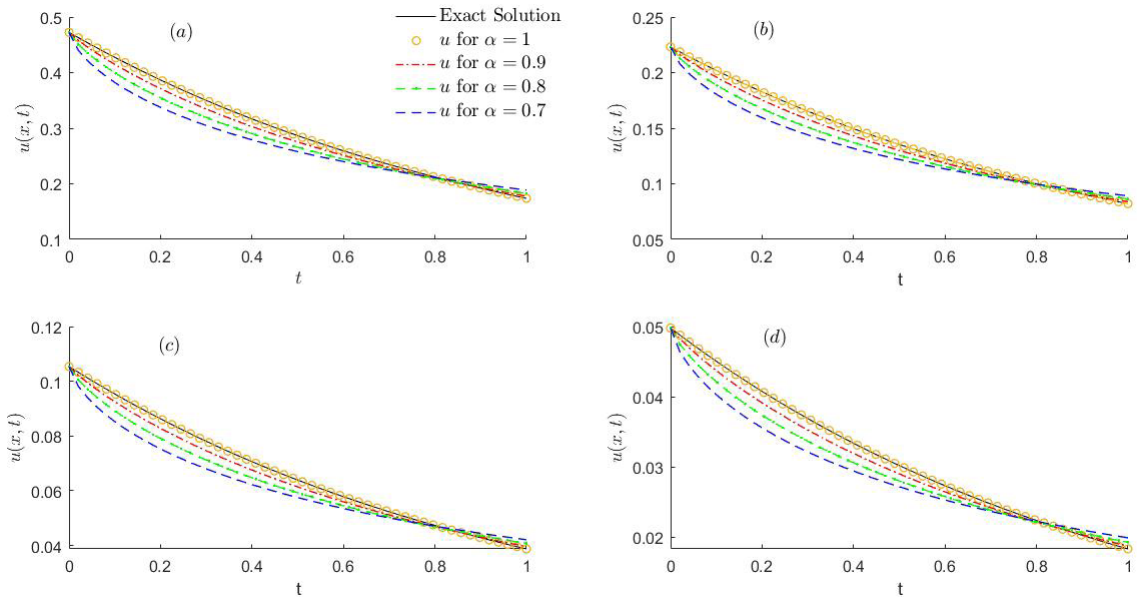 Exact Solution
u for α = 1
u for α = 0.9
u for α = 0.8
u for α = 0.7
(a)
0.5
0.4
0.3
0.2
0.1
u(x, t)
0 0.2 0.4 0.6 0.8 1
t
(b)
0.25
0.20
0.15
0.1
0.05
u(x, t)
0 0.2 0.4 0.6 0.8 1
t
(c)
0.12
0.1
0.08
0.06
0.04
u(x, t)
0 0.2 0.4 0.6 0.8 1
t
(d)
0.05
0.04
0.03
0.02
u(x, t)
0 0.2 0.4 0.6 0.8 1
t